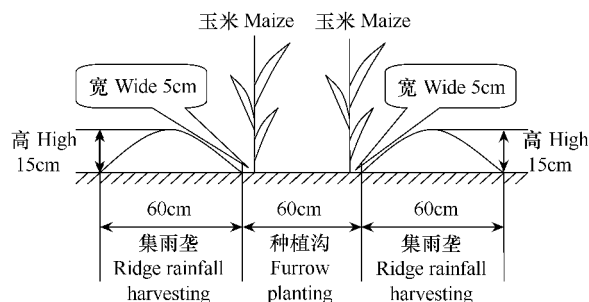 玉米 Maize 玉米 Maize
宽 Wide 5cm 宽 Wide 5cm
高 High 高 High
15cm 15cm
60cm 60cm 60cm
集雨垄 种植沟 集雨垄
Ridge rainfall Furrow Ridge rainfall
harvesting planting harvesting